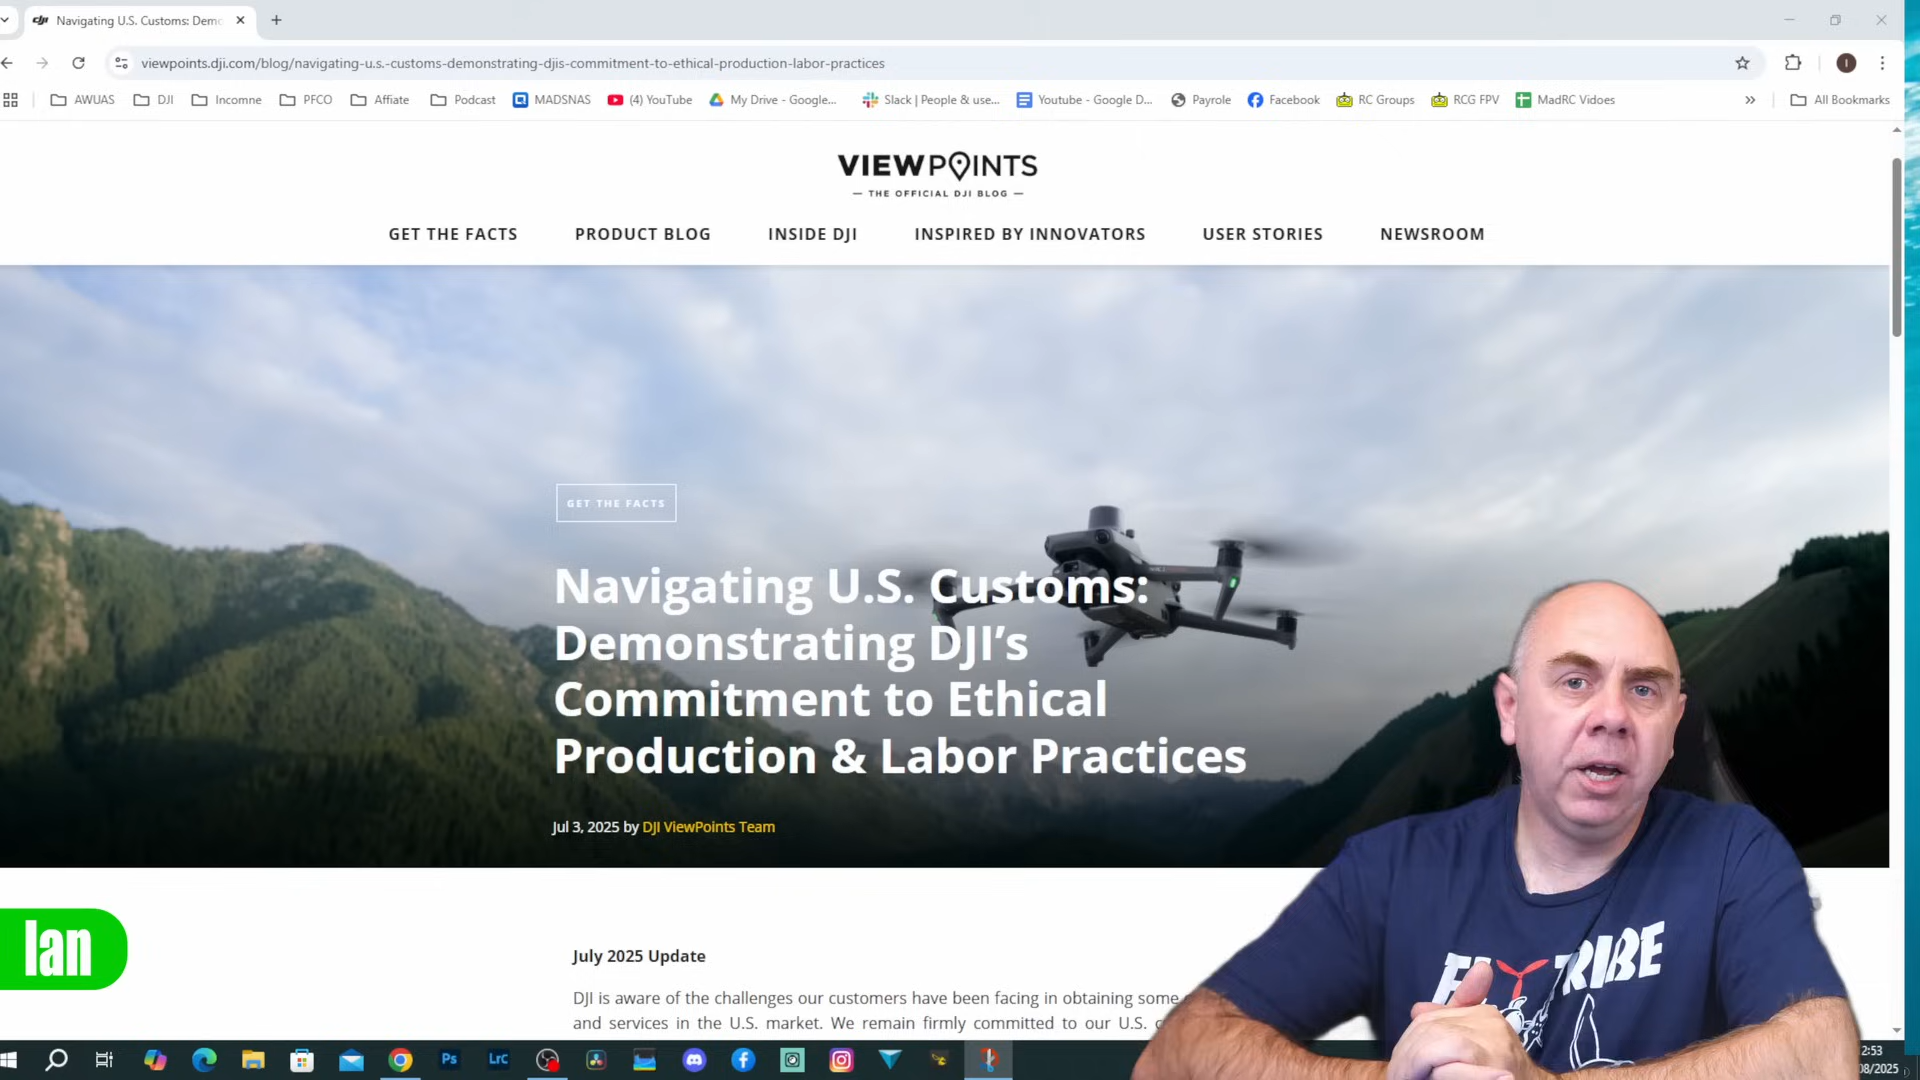 Navigating U.S. Customs: Demo
viewpoints.dji.com/blog/navigating-u.s.-customs-demonstrating-djis-commitment-to-ethical-production-labor-practices
AWUAS DJI Incomne PFCO Affiate Podcast MADSNAS (4) YouTube My Drive - Google... Slack | People & use... Youtube - Google D... Payrole Facebook RC Groups RCG FPV MadRC Vidoes » All Bookmarks
VIEWPOINTS
— THE OFFICIAL DJI BLOG —
GET THE FACTS PRODUCT BLOG INSIDE DJI INSPIRED BY INNOVATORS USER STORIES NEWSROOM
GET THE FACTS
Navigating U.S. Customs:
Demonstrating DJI’s
Commitment to Ethical
Production & Labor Practices
Jul 3, 2025 by DJI ViewPoints Team
Ian
July 2025 Update
DJI is aware of the challenges our customers have been facing in obtaining some
and services in the U.S. market. We remain firmly committed to our U.S.
TRIBE
Ps
Lrc
2:53
08/2025